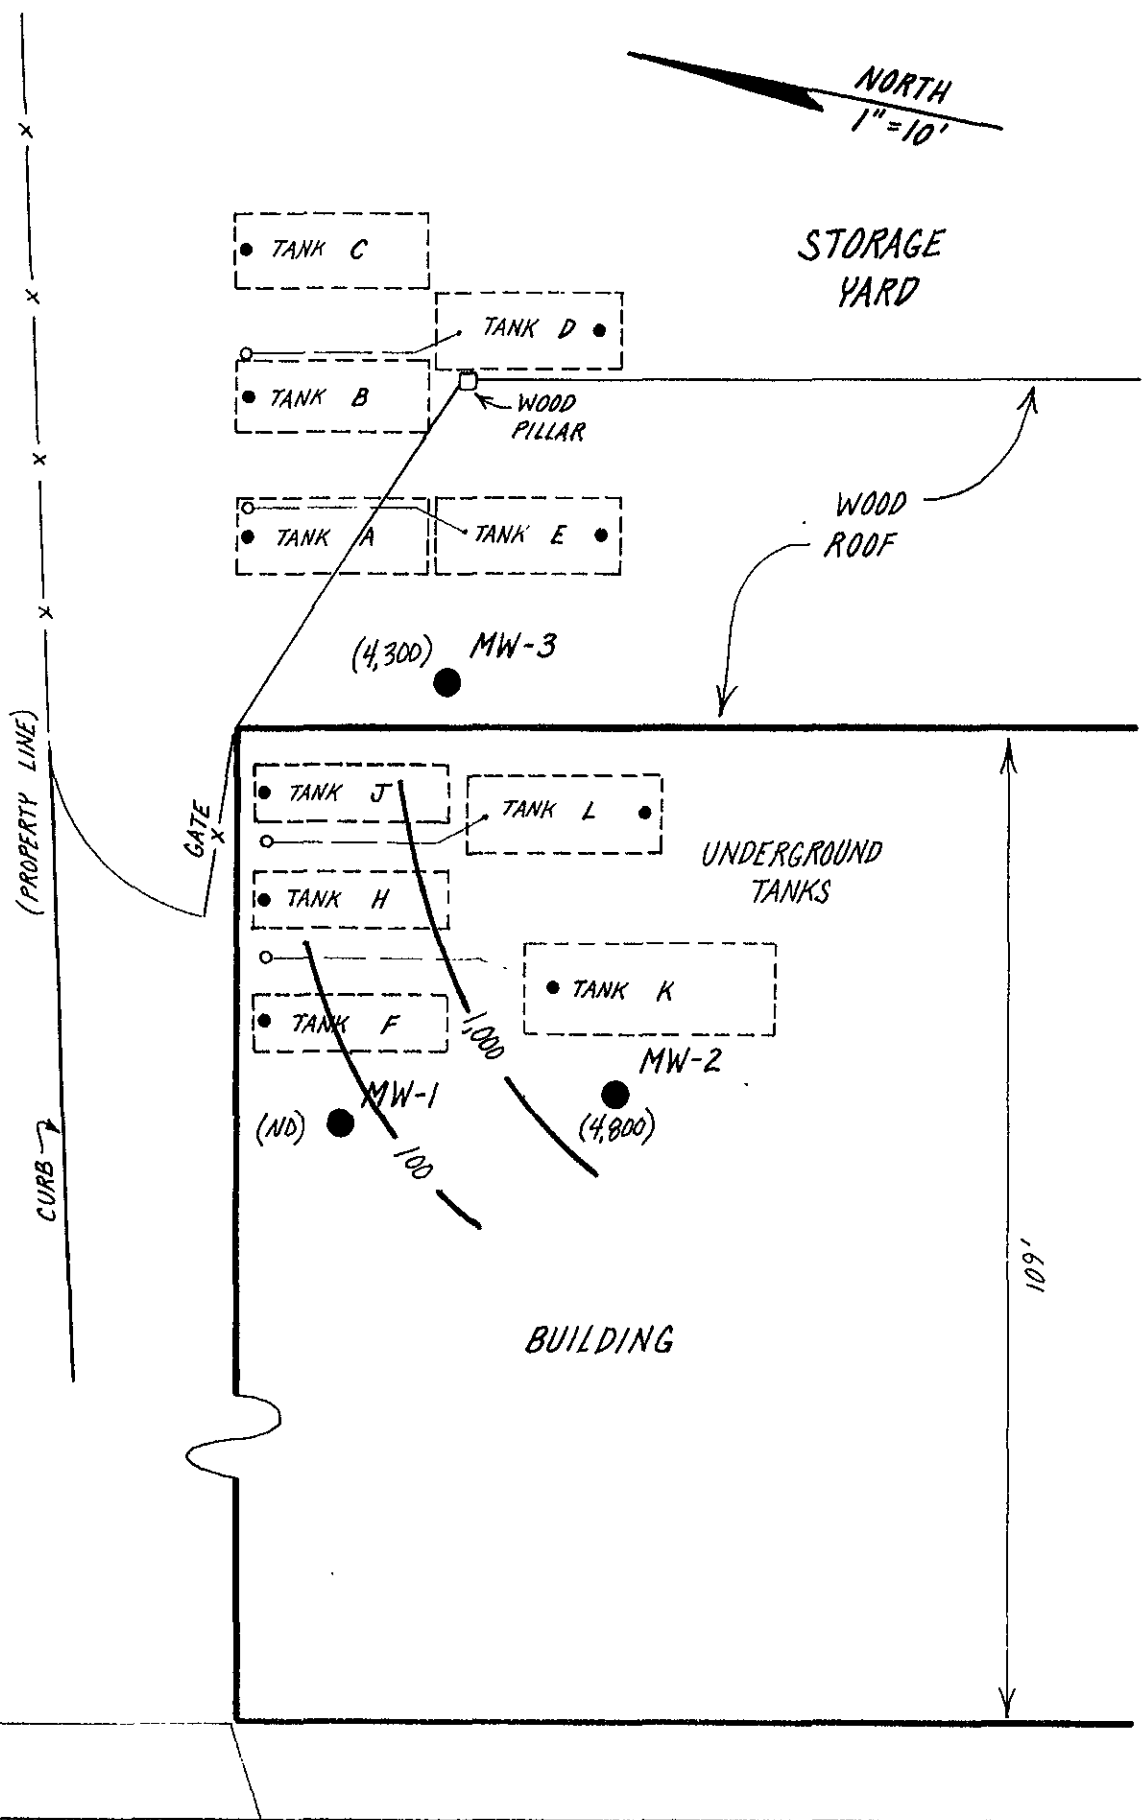 NORTH
1"=10'
STORAGE
YARD
TANK C
TANK D
TANK B
WOOD
PILLAR
WOOD
ROOF
TANK A
TANK E
(4,300) MW-3
(PROPERTY LINE)
GATE
TANK J
TANK L
UNDERGROUND
TANKS
TANK H
TANK K
TANK F
1,000
MW-2
(4,800)
MW-1
(ND)
100
CURB
109'
BUILDING